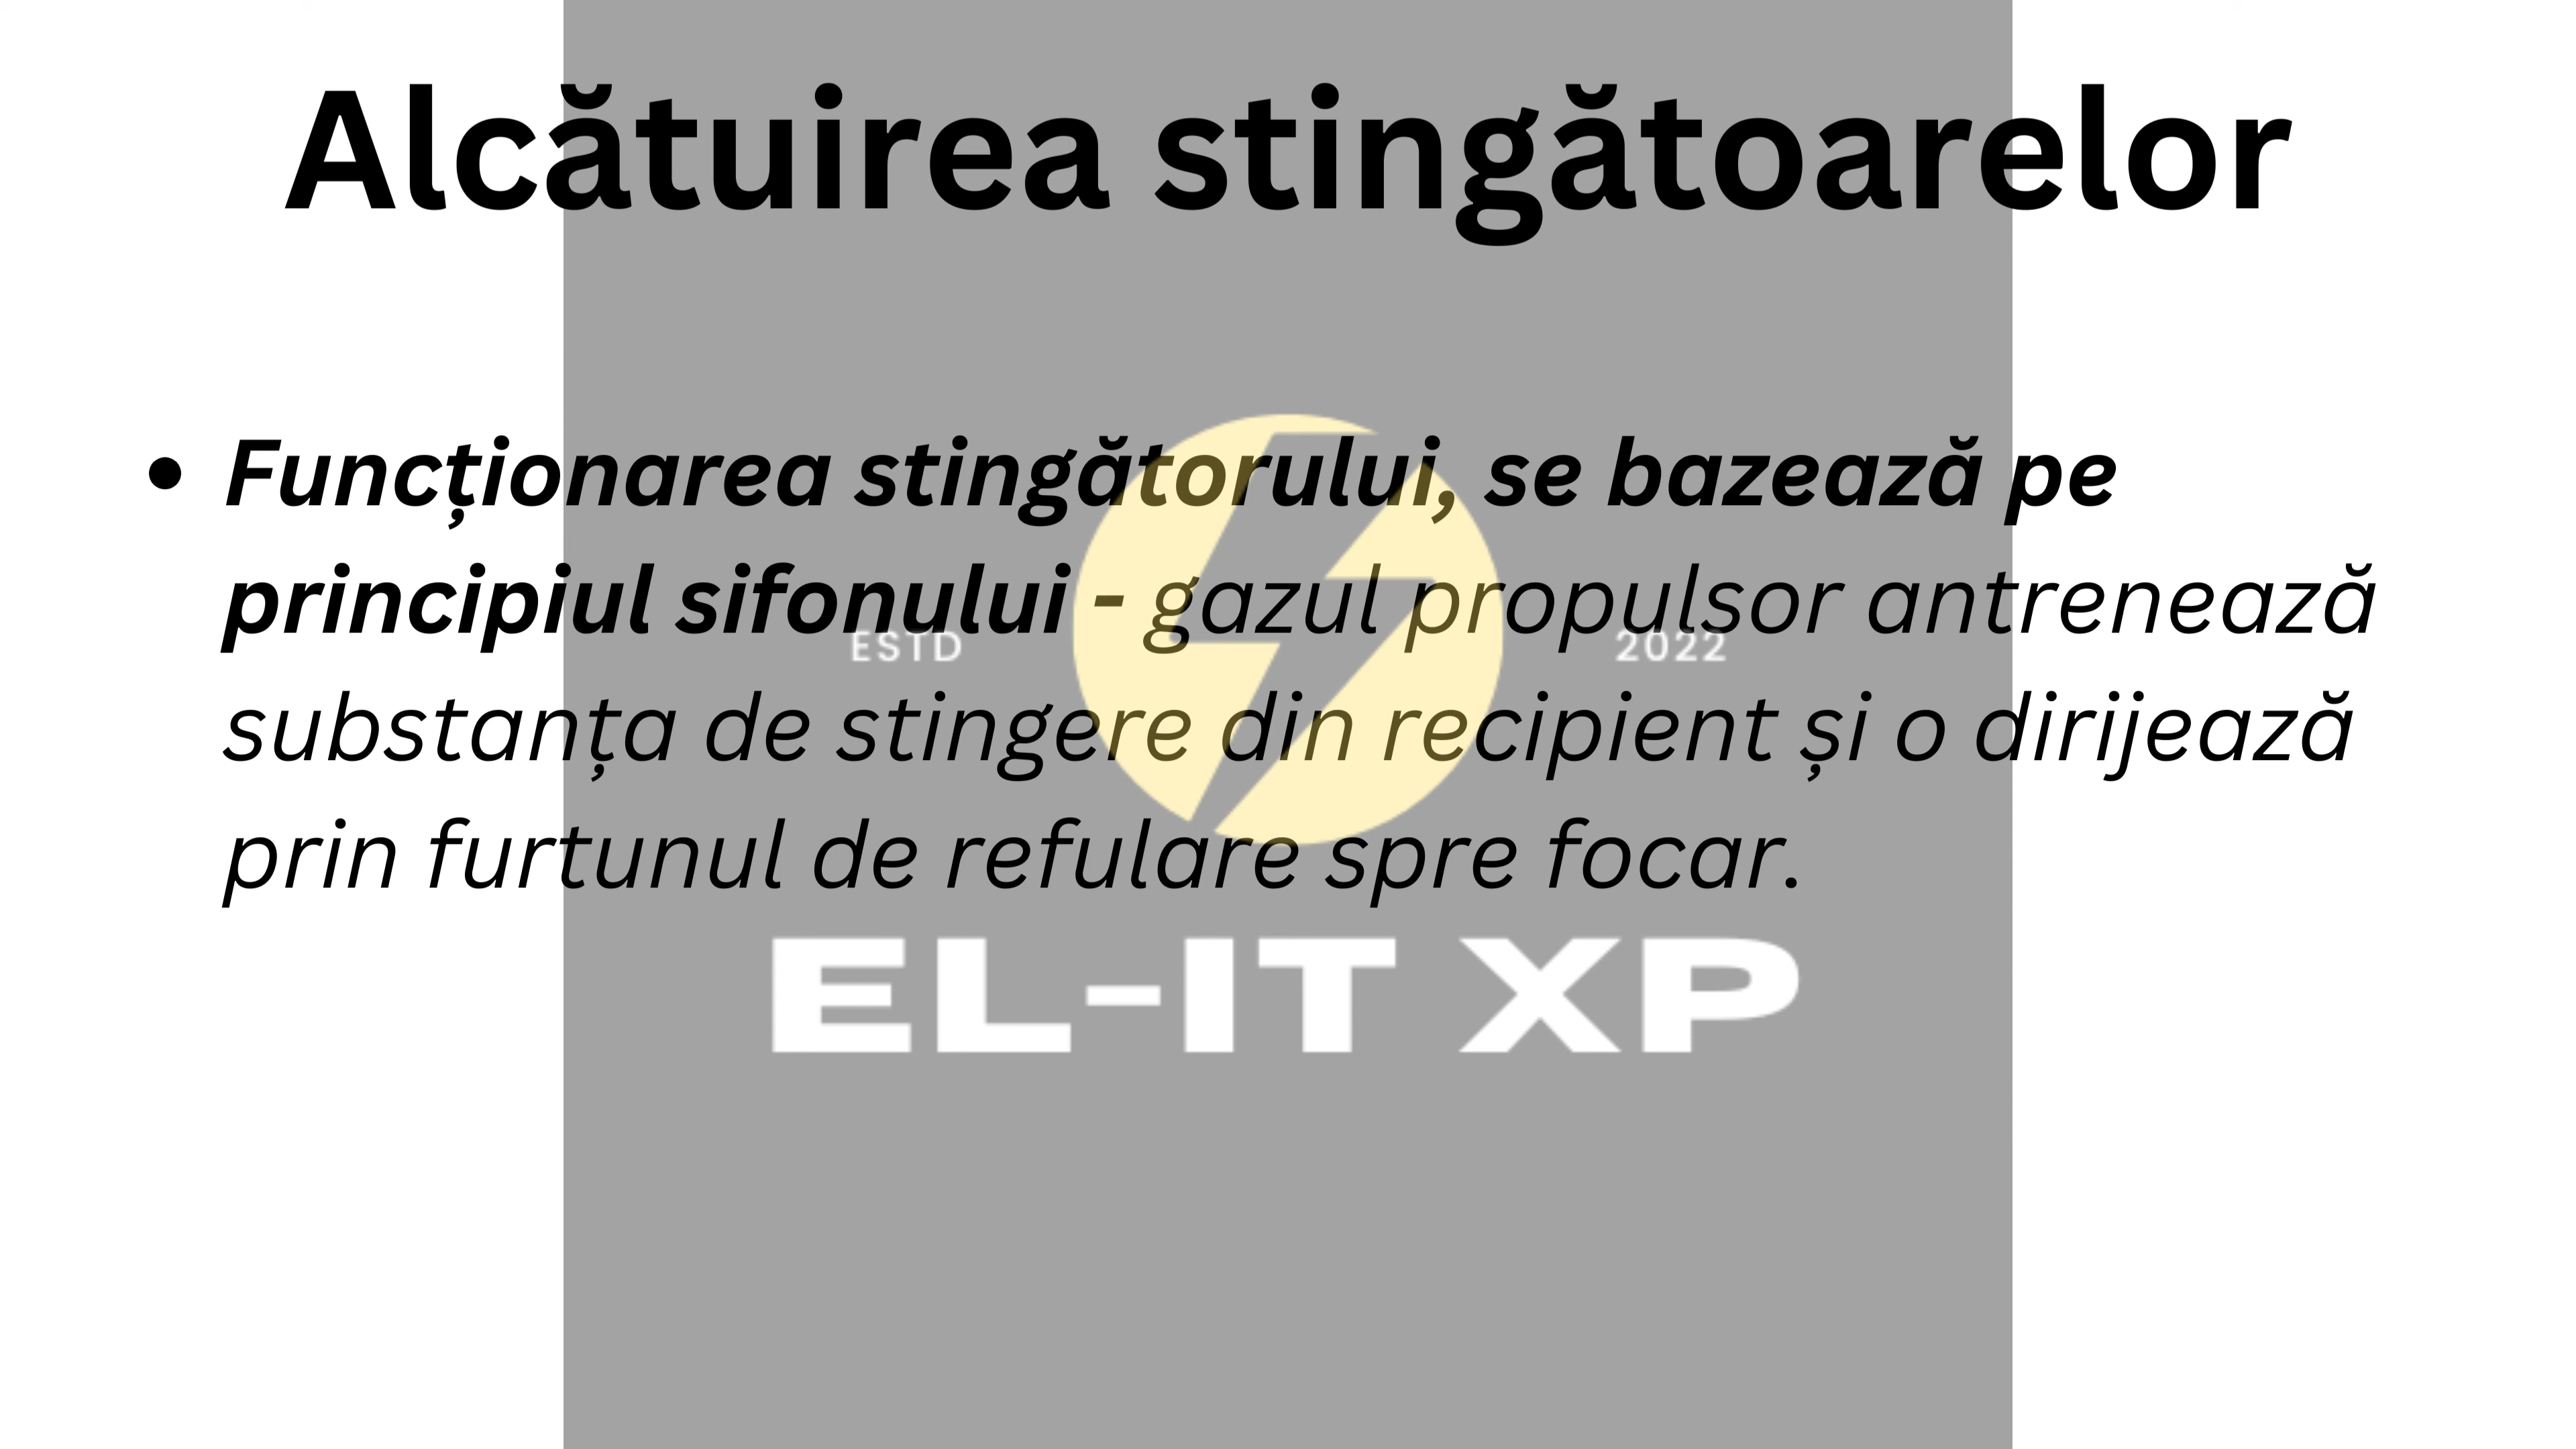 Alcătuirea stingătoarelor
• Funcționarea stingătorului, se bazează pe
principiul sifonului - gazul propulsor antrenează
substanța de stingere din recipient și o dirijează
prin furtunul de refulare spre focar.
ESTD 2022
EL-IT XP